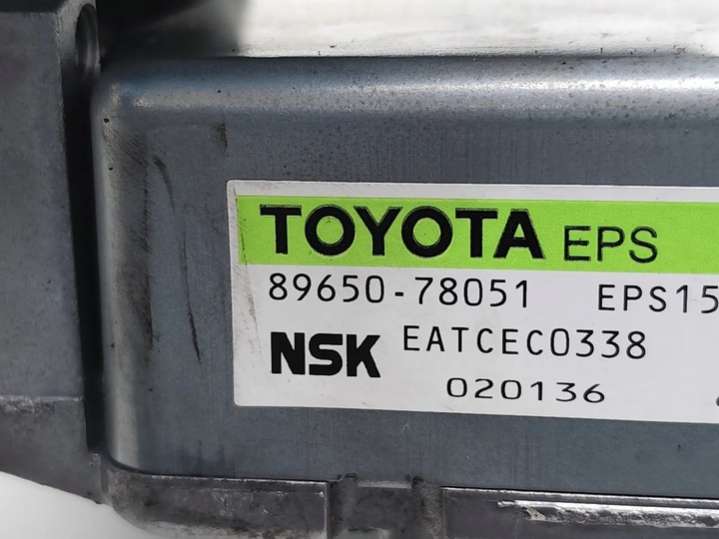 TOYOTA EPS
89650-78051 EPS15
NSK EATCEC0338
020136